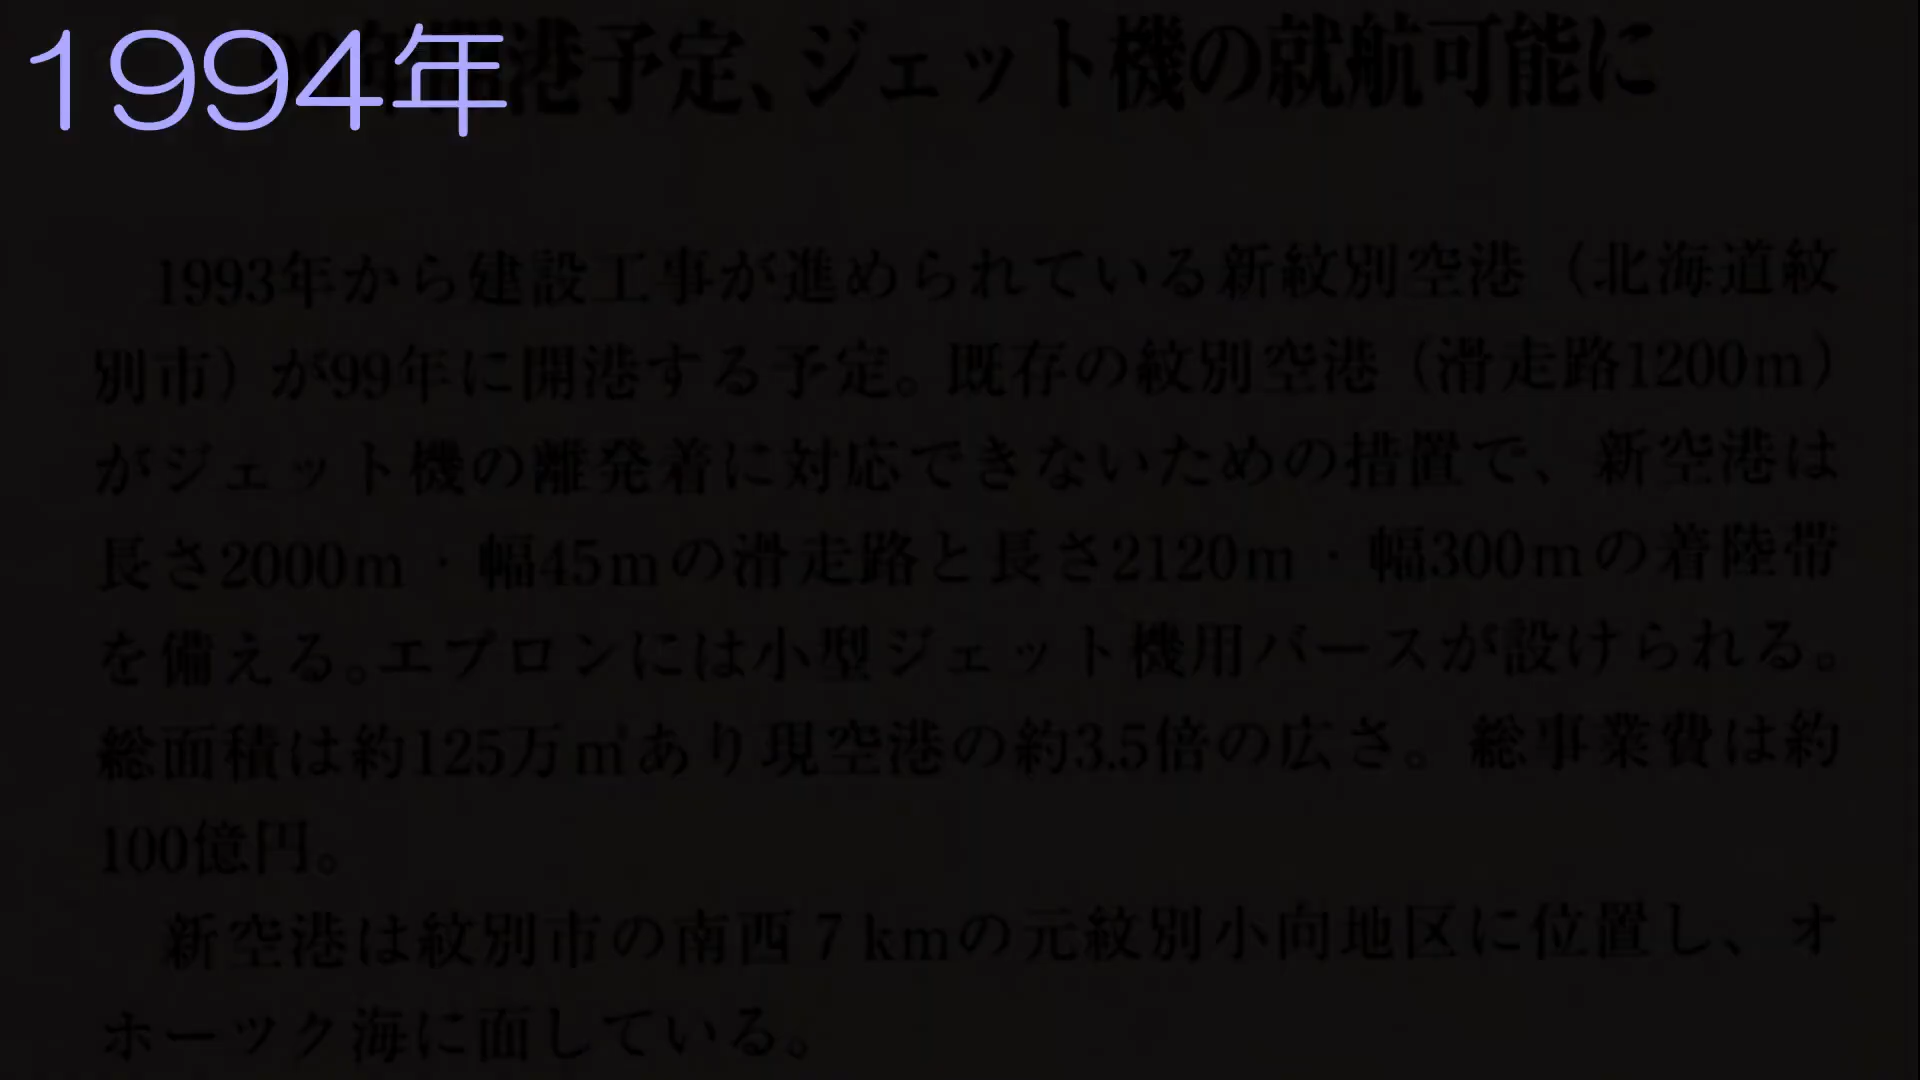 1994年
港予定、ジェット機の就航可能に
1993年から建設工事が進められている新紋別空港（北海道紋
別市）が99年に開港する予定。既存の紋別空港（滑走路1200m）
がジェット機の離発着に対応できないための措置で、新空港は
長さ2000m・幅45mの滑走路と長さ2120m・幅300mの着陸帯
を備える。エプロンには小型ジェット機用バースが設けられる。
総面積は約125万㎡あり現空港の約3.5倍の広さ。総事業費は約
100億円。
新空港は紋別市の南西7kmの元紋別小向地区に位置し、オ
ホーツク海に面している。